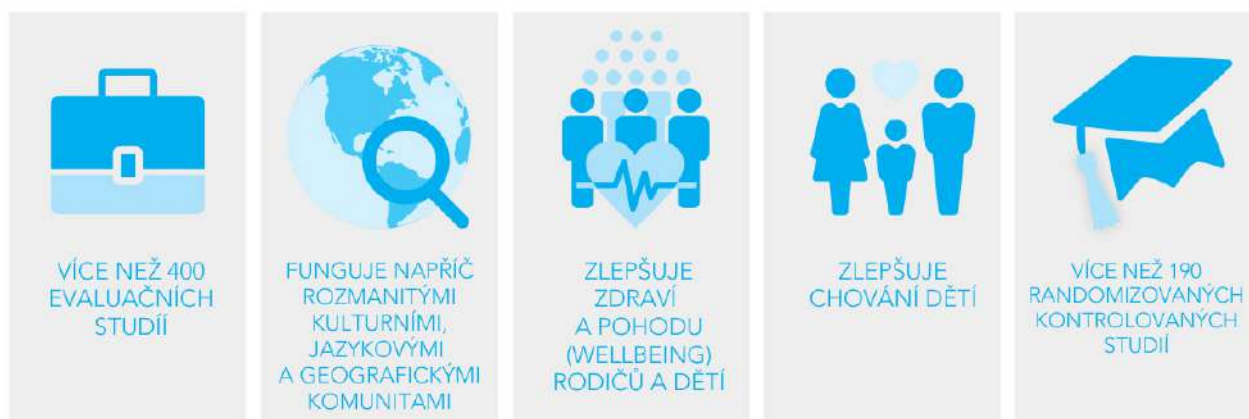 VÍCE NEŽ 400
EVALUAČNÍCH
STUDÍÍ
FUNGUJE NAPŘÍČ
ROZMANITÝMI
KULTURNÍMI,
JAZYKOVÝMI
A GEOGRAFICKÝMI
KOMUNITAMI
ZLEPŠUJE
ZDRAVÍ
A POHODU
(WELLBEING)
RODIČŮ A DĚTÍ
ZLEPŠUJE
CHOVÁNÍ DĚTÍ
VÍCE NEŽ 190
RANDOMIZOVANÝCH
KONTROLOVANÝCH
STUDIÍ